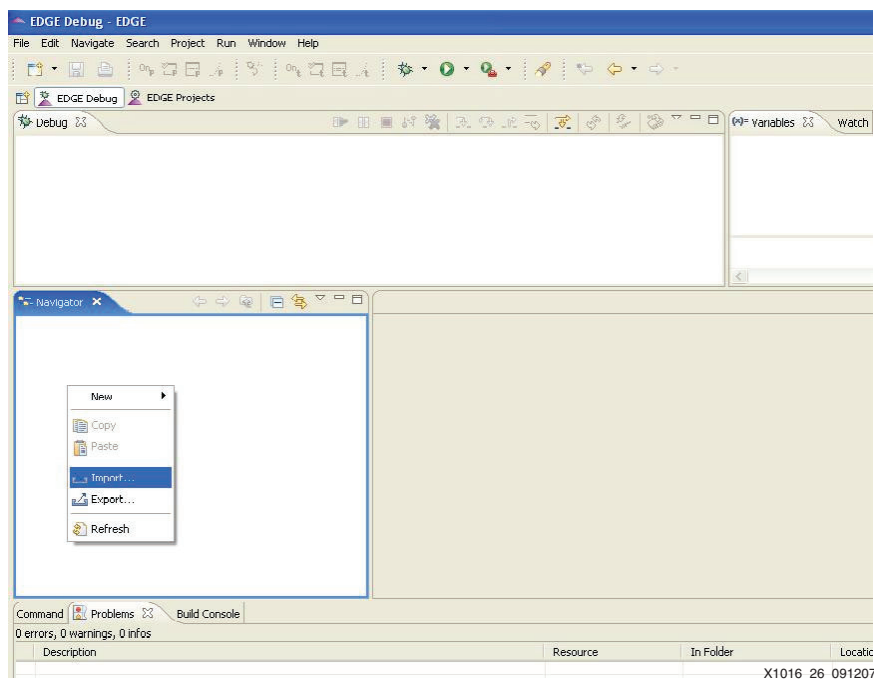 EDGE Debug - EDGE
File Edit Navigate Search Project Run Window Help
EDGE Debug EDGE Projects
Debug
(x)= Variables Watch
Navigator
New
Copy
Paste
Import...
Export...
Refresh
Command Problems Build Console
0 errors, 0 warnings, 0 infos
Description Resource In Folder Locatio
X1016_26_091207